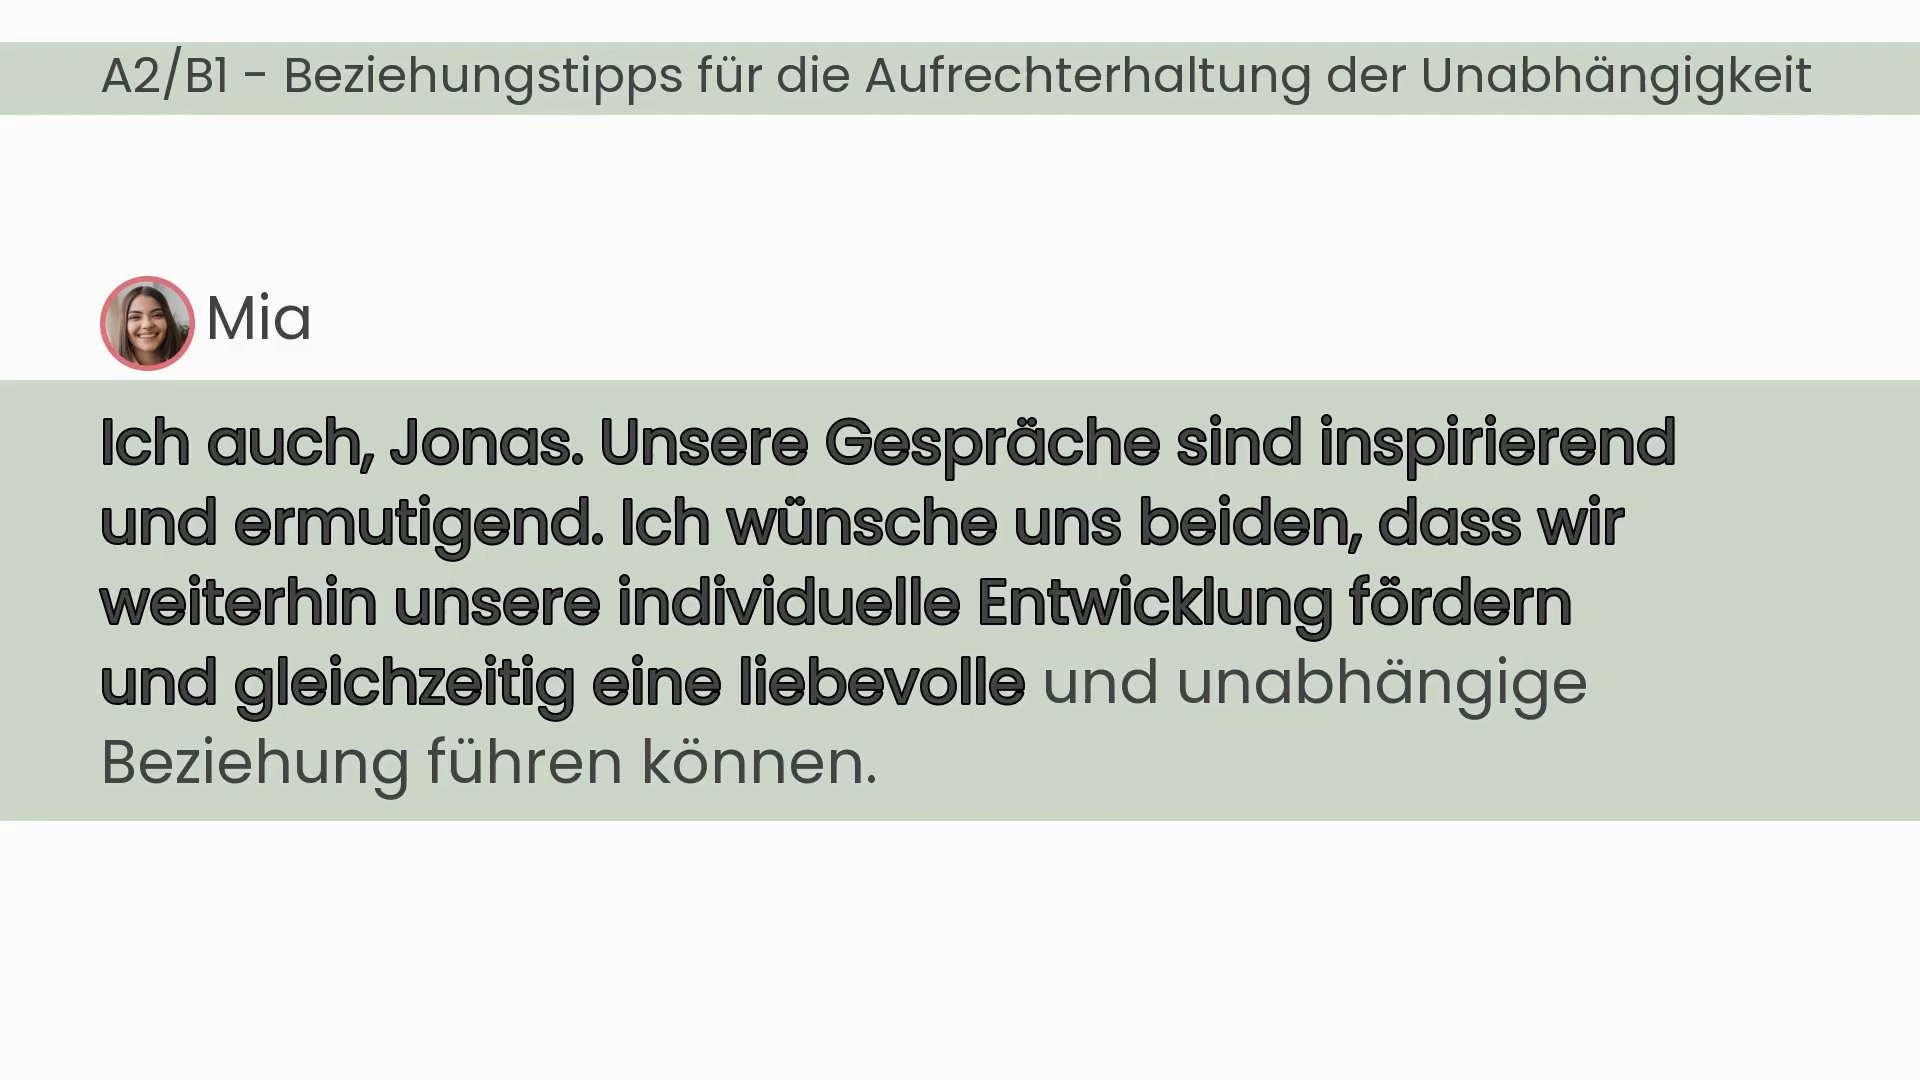 A2/B1 - Beziehungstipps für die Aufrechterhaltung der Unabhängigkeit
Mia
Ich auch, Jonas. Unsere Gespräche sind inspirierend
und ermutigend. Ich wünsche uns beiden, dass wir
weiterhin unsere individuelle Entwicklung fördern
und gleichzeitig eine liebevolle und unabhängige
Beziehung führen können.